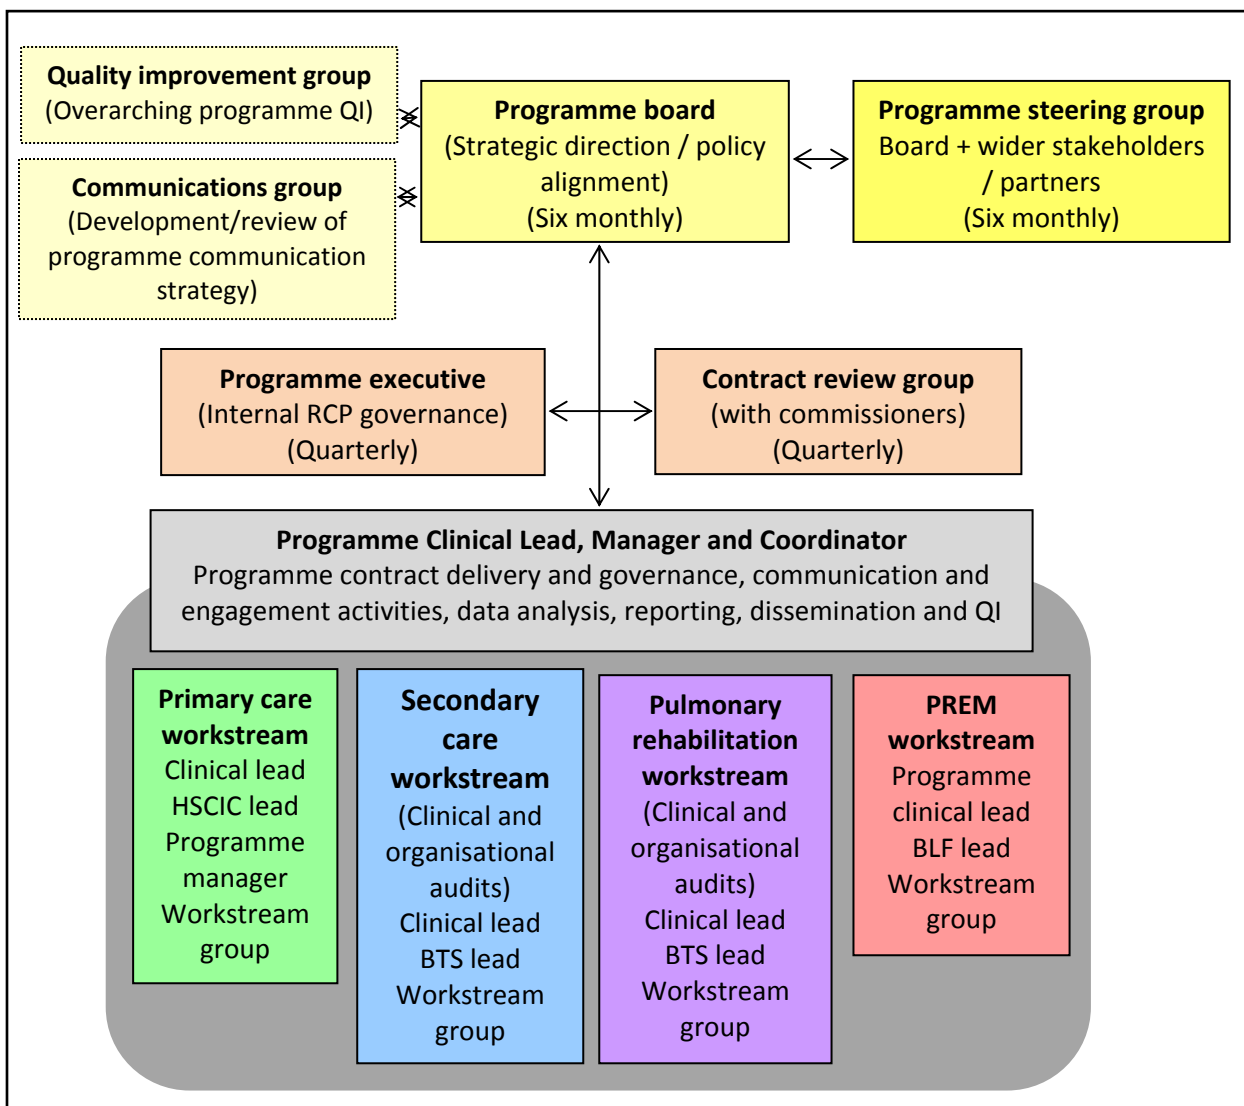 Quality improvement group
(Overarching programme QI)
Communications group
(Development/review of
programme communication
strategy)
Programme board
(Strategic direction / policy
alignment)
(Six monthly)
Programme steering group
Board + wider stakeholders
/ partners
(Six monthly)
Programme executive
(Internal RCP governance)
(Quarterly)
Contract review group
(with commissioners)
(Quarterly)
Programme Clinical Lead, Manager and Coordinator
Programme contract delivery and governance, communication and
engagement activities, data analysis, reporting, dissemination and QI
Primary care
workstream
Clinical lead
HSCIC lead
Programme
manager
Workstream
group
Secondary
care
workstream
(Clinical and
organisational
audits)
Clinical lead
BTS lead
Workstream
group
Pulmonary
rehabilitation
workstream
(Clinical and
organisational
audits)
Clinical lead
BTS lead
Workstream
group
PREM
workstream
Programme
clinical lead
BLF lead
Workstream
group